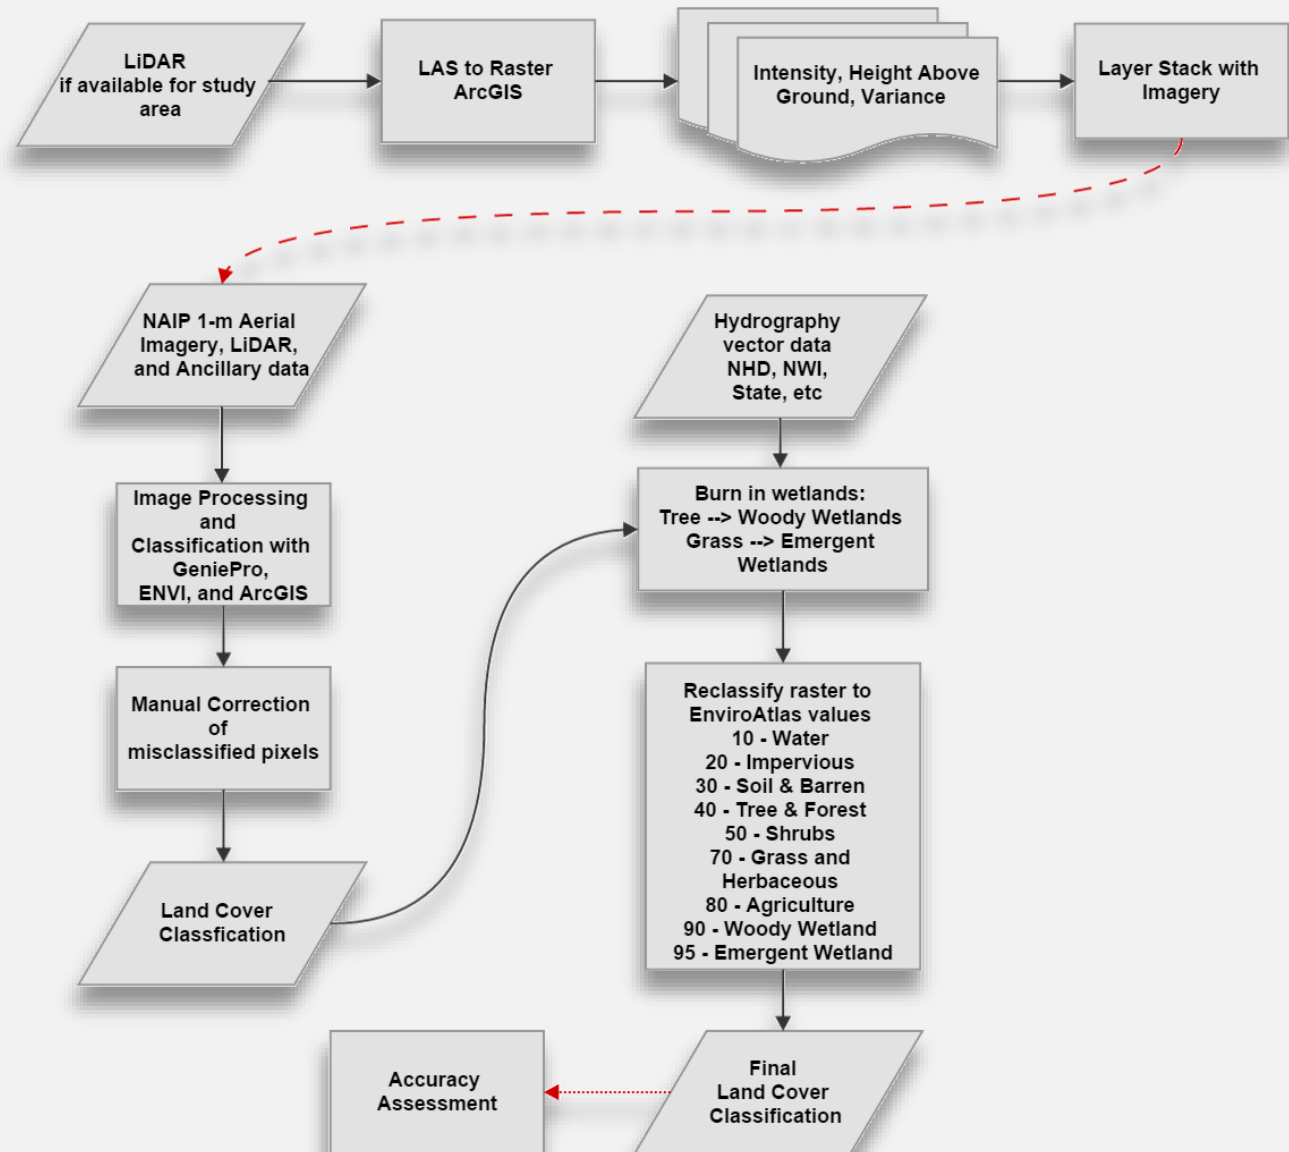 LiDAR
if available for study
area
LAS to Raster
ArcGIS
Intensity, Height Above
Ground, Variance
Layer Stack with
Imagery
NAIP 1-m Aerial
Imagery, LiDAR,
and Ancillary data
Image Processing
and
Classification with
GeniePro,
ENVI, and ArcGIS
Manual Correction
of
misclassified pixels
Land Cover
Classfication
Hydrography
vector data
NHD, NWI,
State, etc
Burn in wetlands:
Tree --> Woody Wetlands
Grass --> Emergent
Wetlands
Reclassify raster to
EnviroAtlas values
10 - Water
20 - Impervious
30 - Soil & Barren
40 - Tree & Forest
50 - Shrubs
70 - Grass and
Herbaceous
80 - Agriculture
90 - Woody Wetland
95 - Emergent Wetland
Final
Land Cover
Classification
Accuracy
Assessment